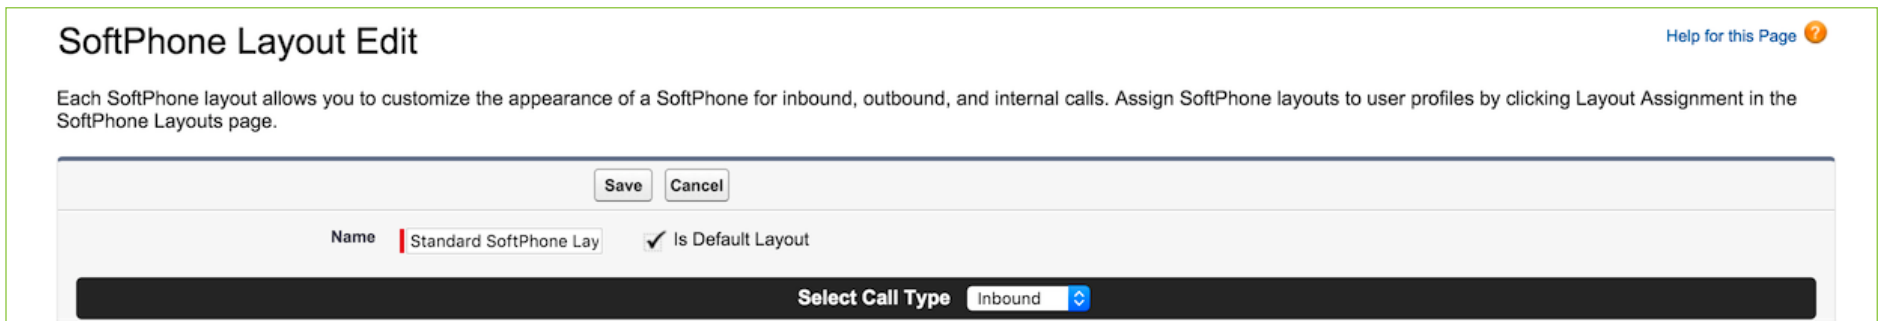 SoftPhone Layout Edit
Help for this Page ?
Each SoftPhone layout allows you to customize the appearance of a SoftPhone for inbound, outbound, and internal calls. Assign SoftPhone layouts to user profiles by clicking Layout Assignment in the
SoftPhone Layouts page.
Save Cancel
Name Standard SoftPhone Lay Is Default Layout
Select Call Type Inbound